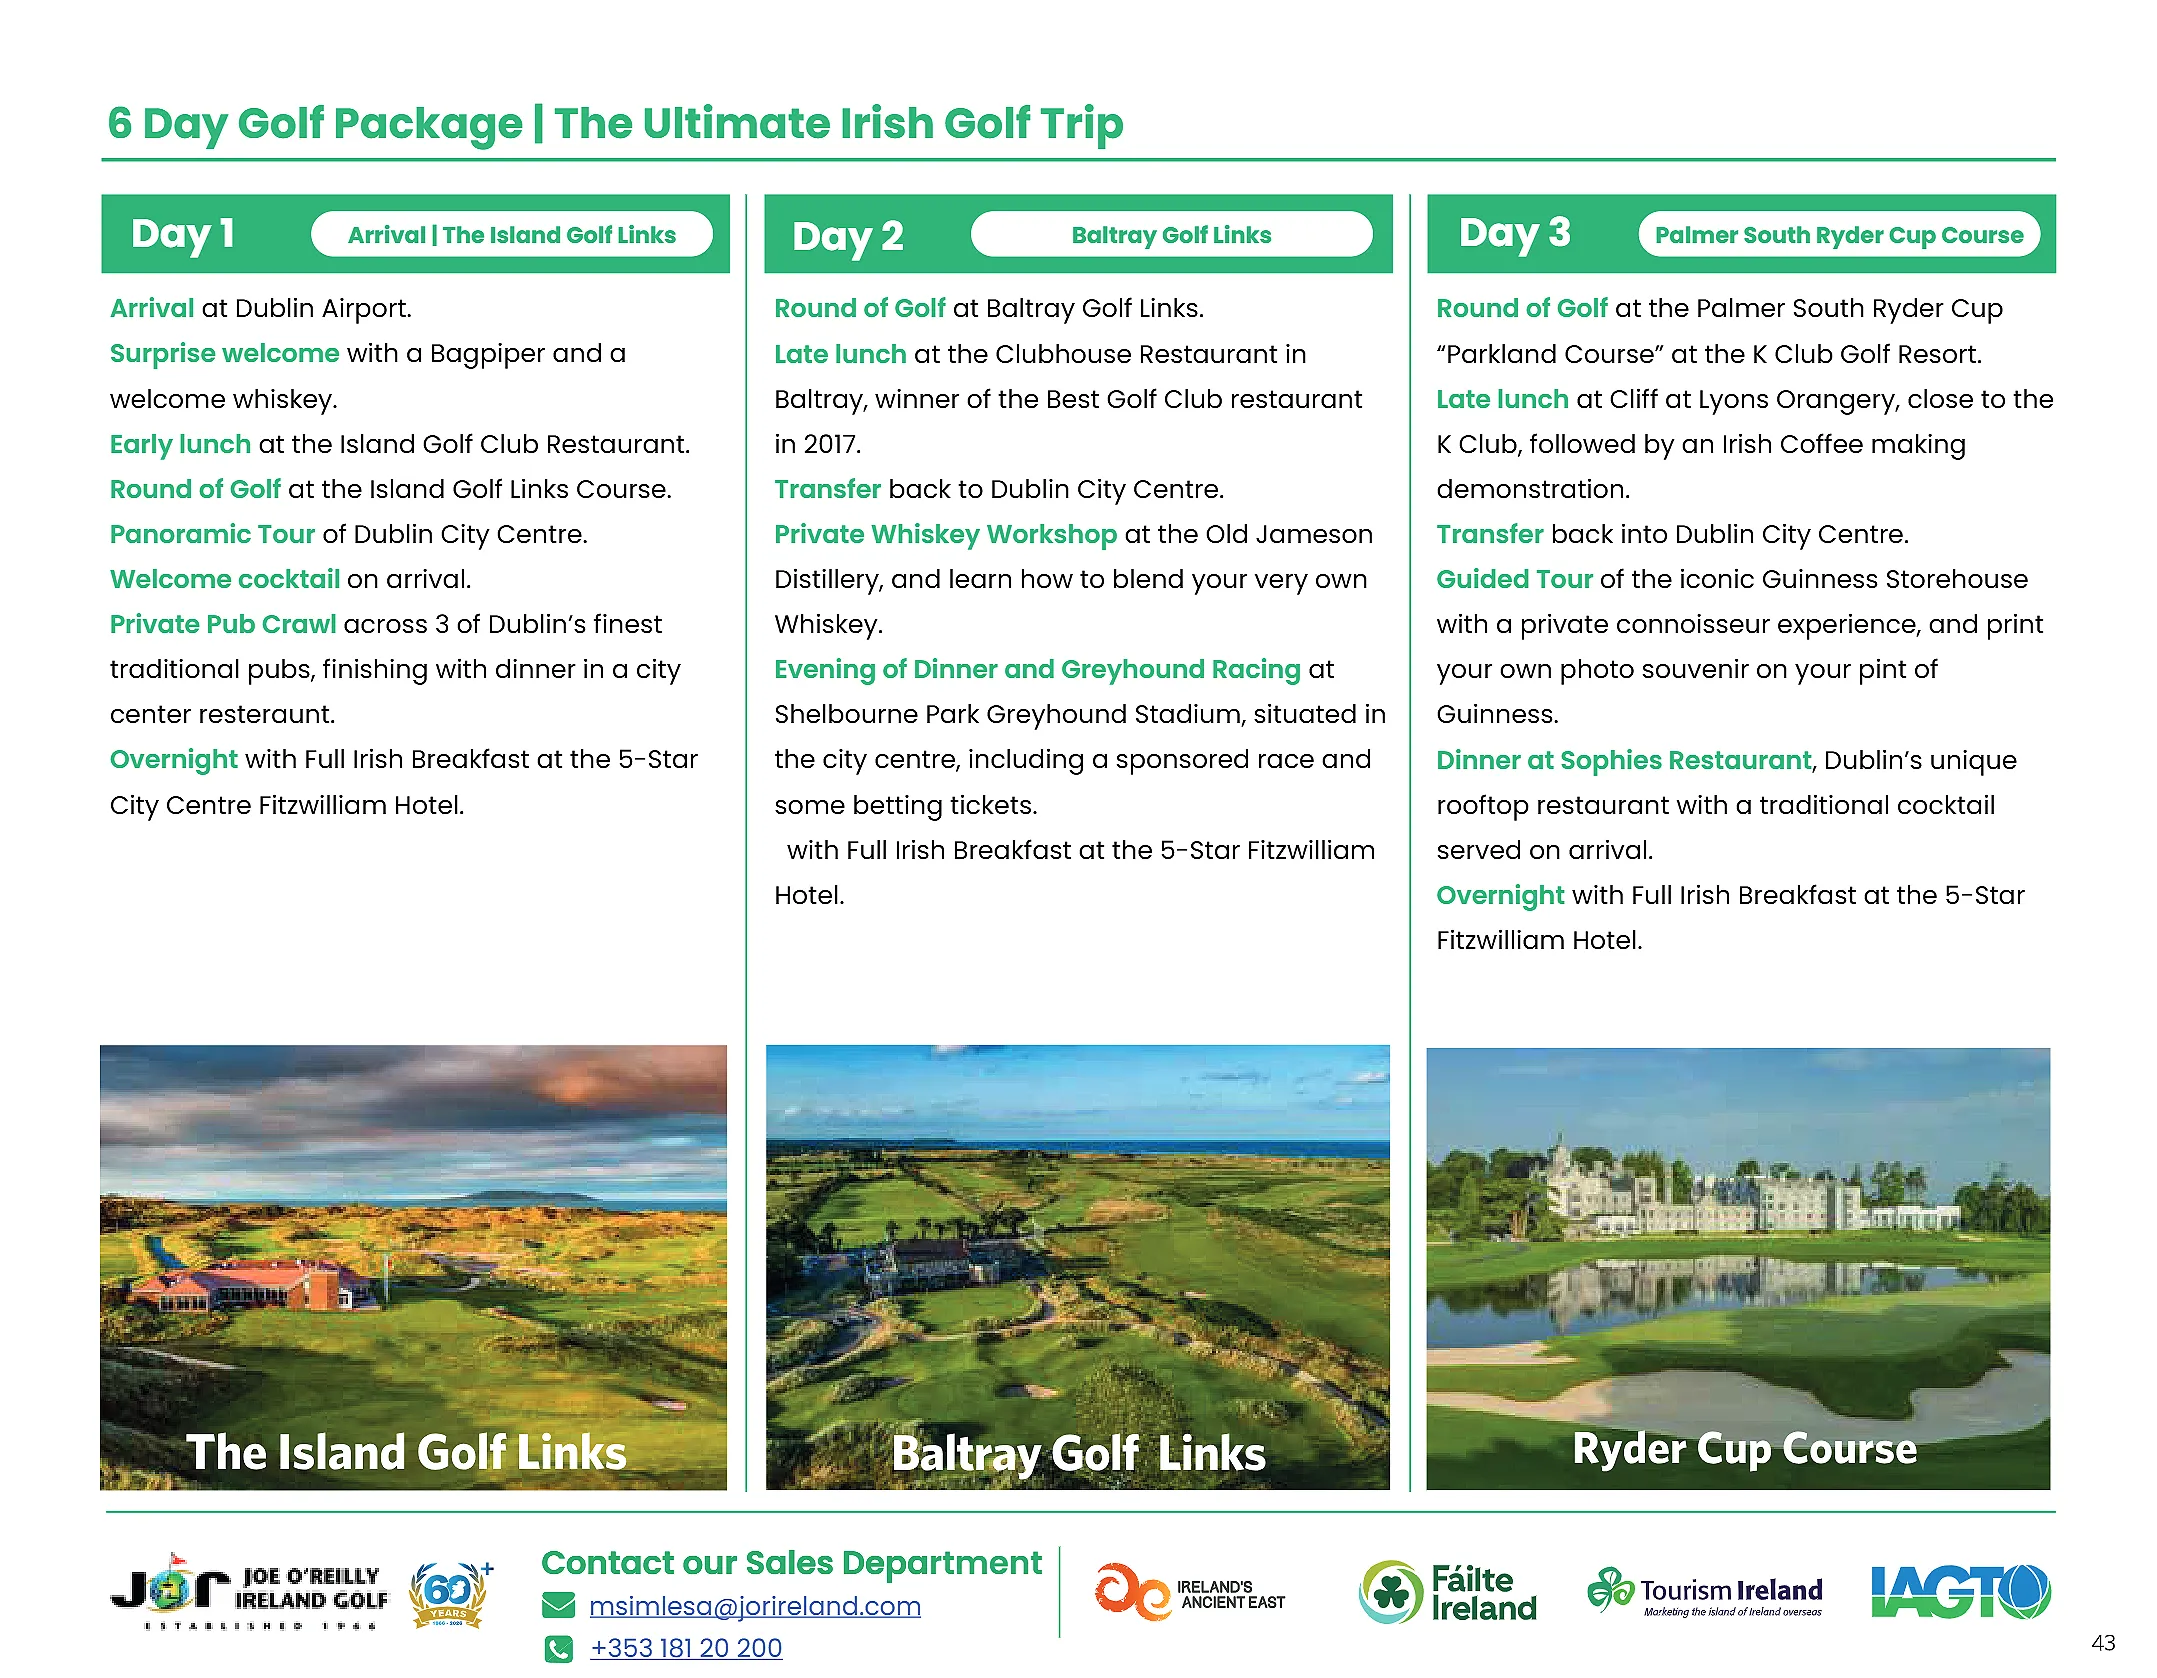 6 Day Golf Package | The Ultimate Irish Golf Trip
Day 1
Arrival | The Island Golf Links
Arrival at Dublin Airport.
Surprise welcome with a Bagpiper and a
welcome whiskey.
Early lunch at the Island Golf Club Restaurant.
Round of Golf at the Island Golf Links Course.
Panoramic Tour of Dublin City Centre.
Welcome cocktail on arrival.
Private Pub Crawl across 3 of Dublin's finest
traditional pubs, finishing with dinner in a city
center resteraunt.
Overnight with Full Irish Breakfast at the 5-Star
City Centre Fitzwilliam Hotel.
The Island Golf Links
Day 2
Baltray Golf Links
Round of Golf at Baltray Golf Links.
Late lunch at the Clubhouse Restaurant in
Baltray, winner of the Best Golf Club restaurant
in 2017.
Transfer back to Dublin City Centre.
Private Whiskey Workshop at the Old Jameson
Distillery, and learn how to blend your very own
Whiskey.
Evening of Dinner and Greyhound Racing at
Shelbourne Park Greyhound Stadium, situated in
the city centre, including a sponsored race and
some betting tickets.
with Full Irish Breakfast at the 5-Star Fitzwilliam
Hotel.
Baltray Golf Links
Day 3
Palmer South Ryder Cup Course
Round of Golf at the Palmer South Ryder Cup
“Parkland Course” at the K Club Golf Resort.
Late lunch at Cliff at Lyons Orangery, close to the
K Club, followed by an Irish Coffee making
demonstration.
Transfer back into Dublin City Centre.
Guided Tour of the iconic Guinness Storehouse
with a private connoisseur experience, and print
your own photo souvenir on your pint of
Guinness.
Dinner at Sophies Restaurant, Dublin's unique
rooftop restaurant with a traditional cocktail
served on arrival.
Overnight with Full Irish Breakfast at the 5-Star
Fitzwilliam Hotel.
Ryder Cup Course
JOR
JOE O'REILLY
IRELAND GOLF
ESTABLISHED 1966
60+
YEARS
1966 - 2026
Contact our Sales Department
msimlesa@jorireland.com
+353 181 20 200
IRELAND'S
ANCIENT EAST
Fáilte
Ireland
Tourism Ireland
Marketing the island of Ireland overseas
IAGTO
43